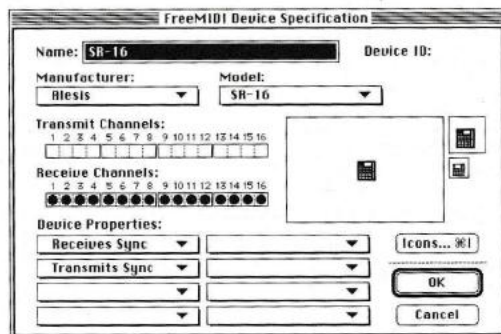 FreeMIDI Device Specification
Name: SR-16 Device ID:
Manufacturer: Model:
Alesis SR-16
Transmit Channels:
1 2 3 4 5 6 7 8 9 10 11 12 13 14 15 16
Receive Channels:
1 2 3 4 5 6 7 8 9 10 11 12 13 14 15 16
Device Properties:
Receives Sync
Icons... ⌘I
Transmits Sync
OK
Cancel